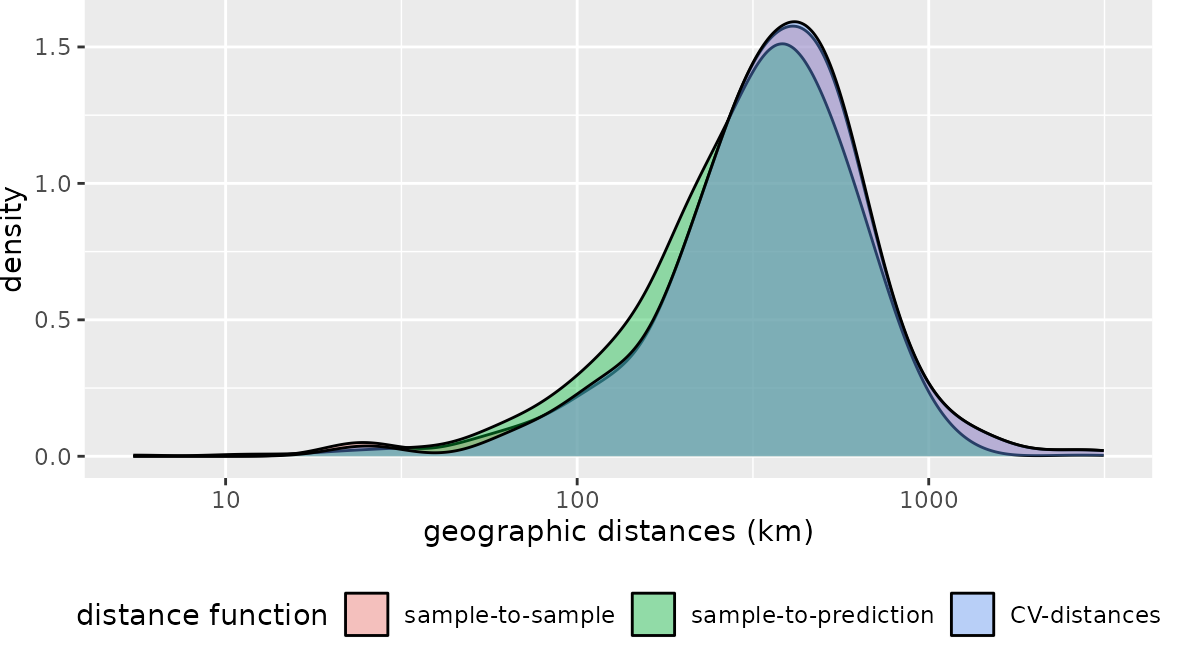 1.5
1.0
0.5
0.0
density
10 100 1000
geographic distances (km)
distance function sample-to-sample sample-to-prediction CV-distances